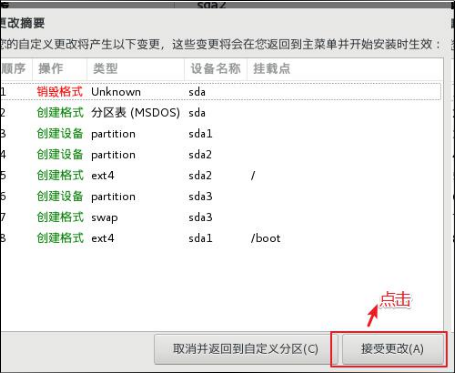 sda2
更改摘要
您的自定义更改将产生以下变更，这些变更将会在您返回到主菜单并开始安装时生效：
顺序 操作 类型 设备名称 挂载点
1 销毁格式 Unknown sda
2 创建格式 分区表 (MSDOS) sda
3 创建设备 partition sda1
4 创建设备 partition sda2
5 创建格式 ext4 sda2 /
6 创建设备 partition sda3
7 创建格式 swap sda3
8 创建格式 ext4 sda1 /boot
点击
取消并返回到自定义分区(C) 接受更改(A)